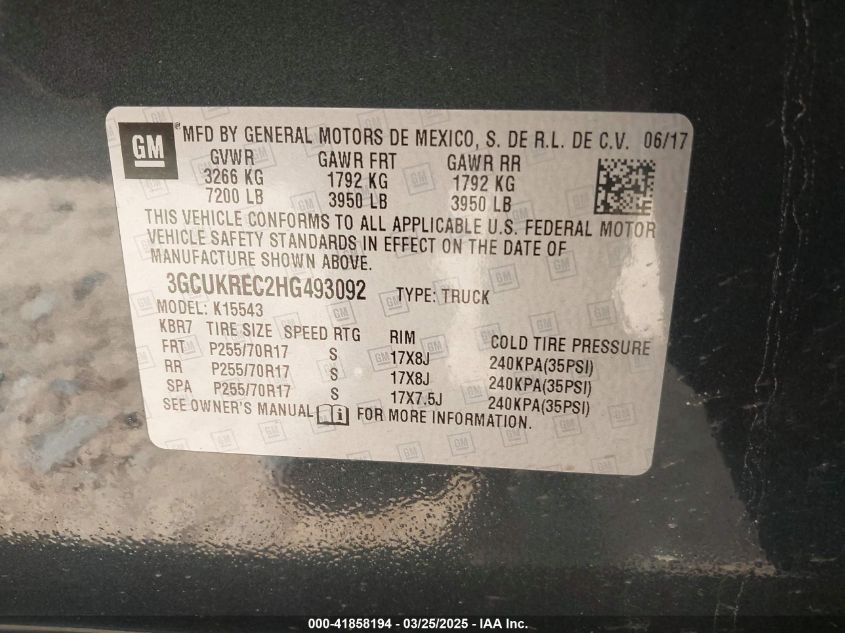 GM ® MFD BY GENERAL MOTORS DE MEXICO, S. DE R.L. DE C.V. 06/17
GVWR GAWR FRT GAWR RR
3266 KG 1792 KG 1792 KG
7200 LB 3950 LB 3950 LB
THIS VEHICLE CONFORMS TO ALL APPLICABLE U.S. FEDERAL MOTOR
VEHICLE SAFETY STANDARDS IN EFFECT ON THE DATE OF
MANUFACTURE SHOWN ABOVE.
3GCUKREC2HG493092 TYPE: TRUCK
MODEL: K15543
KBR7 TIRE SIZE SPEED RTG RIM COLD TIRE PRESSURE
FRT P255/70R17 S 17X8J 240KPA(35PSI)
RR P255/70R17 S 17X8J 240KPA(35PSI)
SPA P255/70R17 S 17X7.5J 240KPA(35PSI)
SEE OWNER'S MANUAL i FOR MORE INFORMATION.
000-41858194 - 03/25/2025 - IAA Inc.